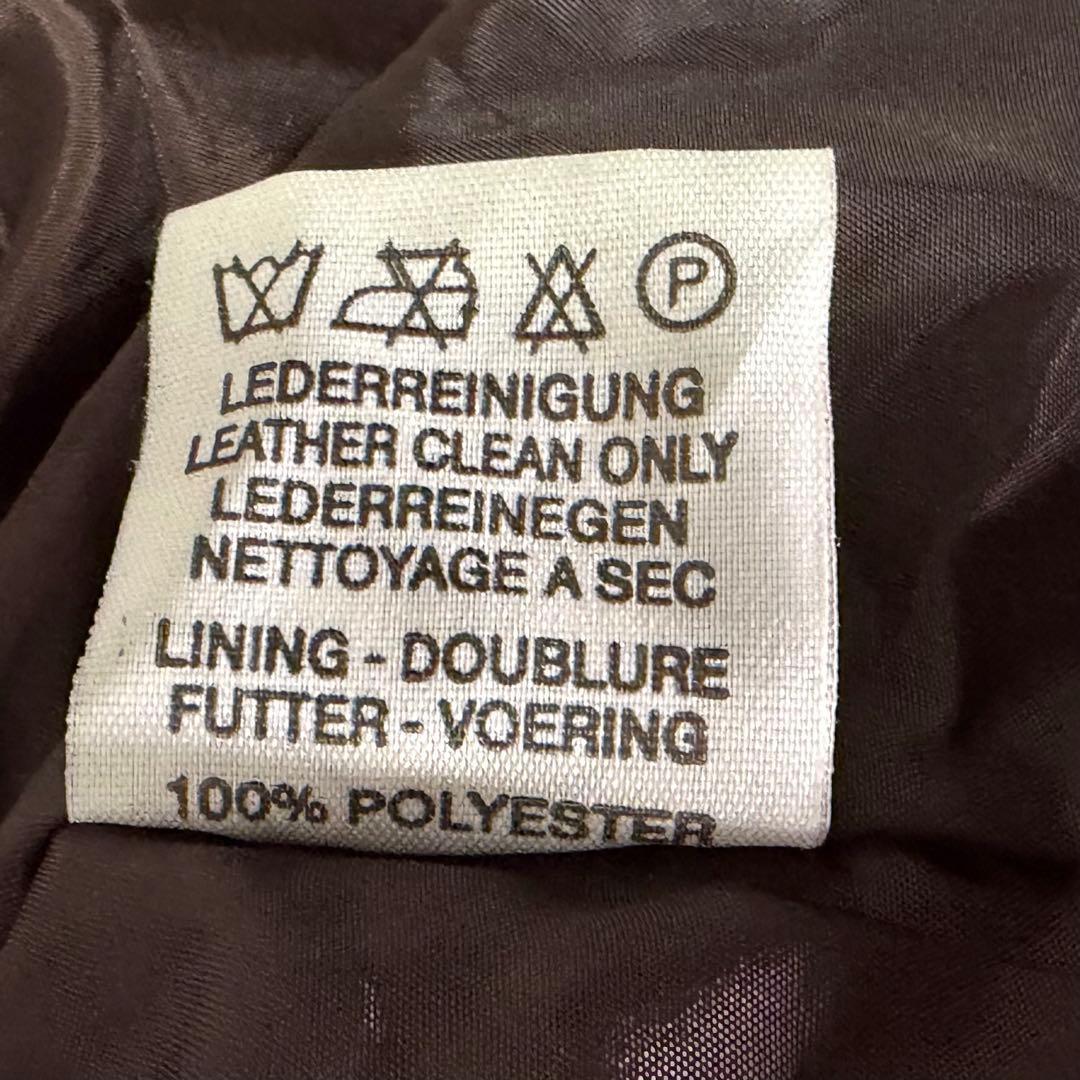 P
LEDERREINIGUNG
LEATHER CLEAN ONLY
LEDERREINEGEN
NETTOYAGE A SEC
LINING - DOUBLURE
FUTTER - VOERING
100% POLYESTER